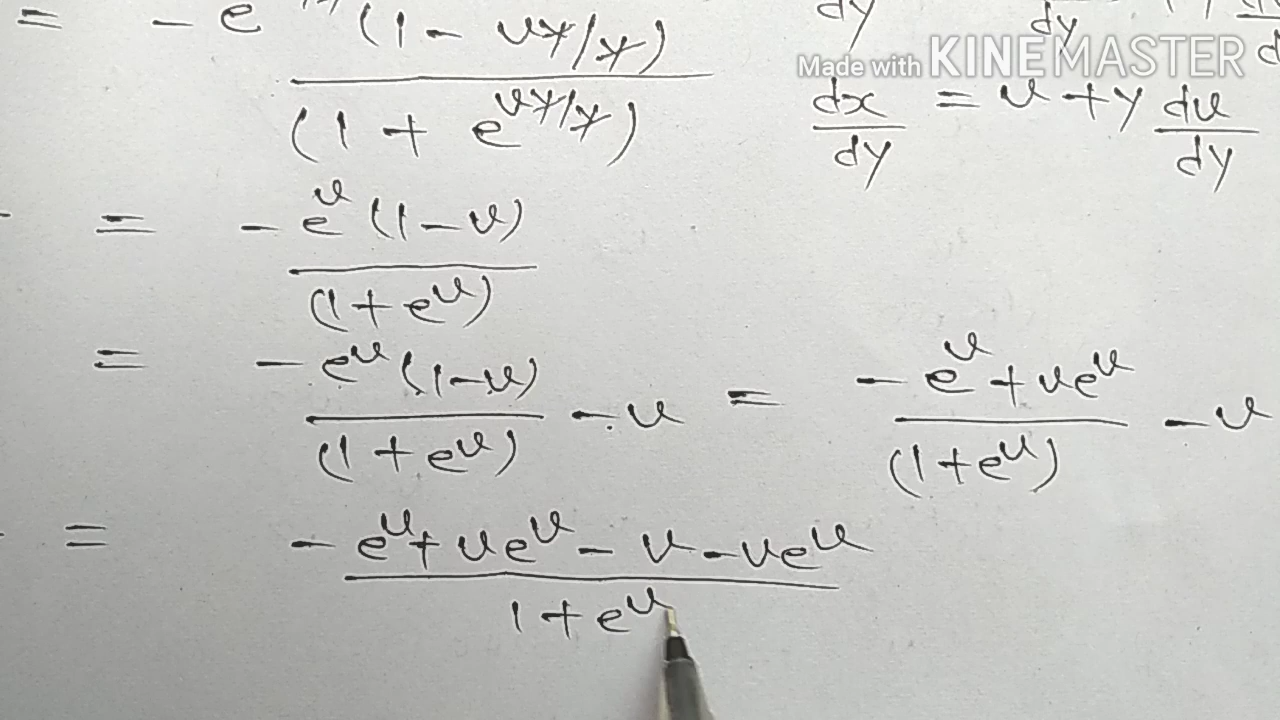 = - e (1 - vy/y) / (1 + e^(vy/y))
Made with KINEMASTER
dx/dy = v + y dv/dy
= - e^v (1 - v) / (1 + e^v)
= - e^v (1 - v) / (1 + e^v) - v = - e^v + ve^v / (1 + e^v) - v
= - e^v + ve^v - v - ve^v / 1 + e^v